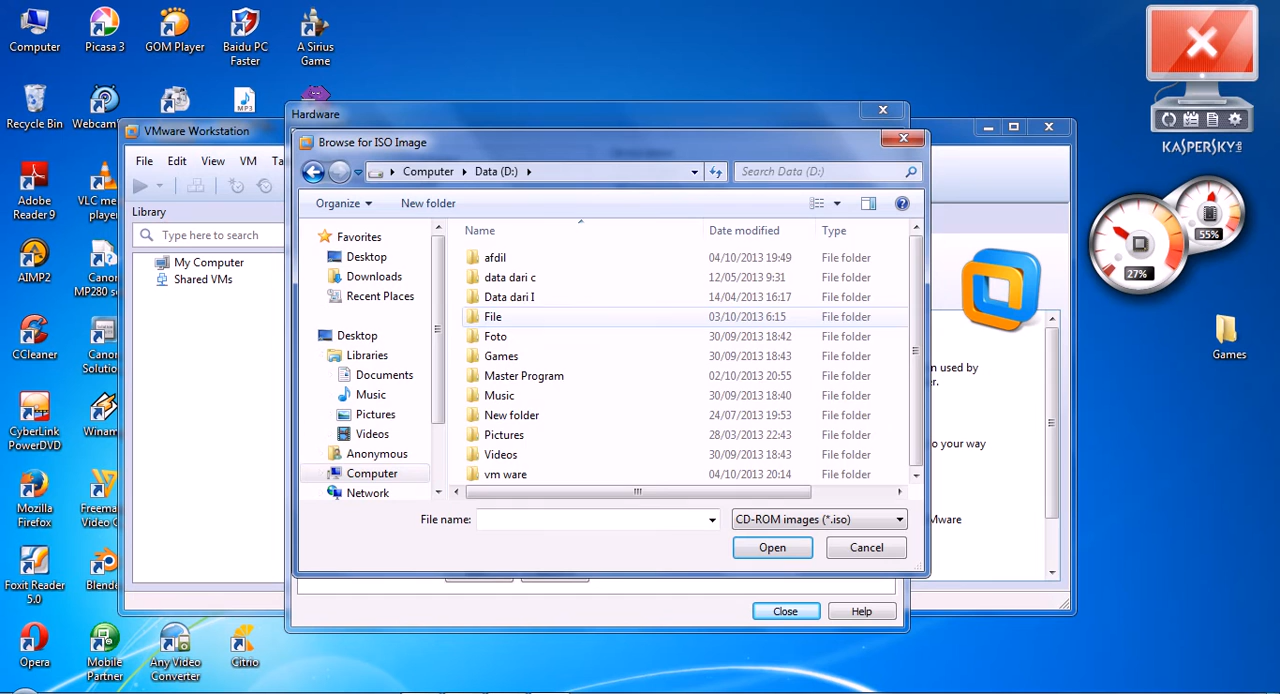 Computer
Picasa 3
GOM Player
Baidu PC
Faster
A Sirius
Game
Recycle Bin
MP3
Adobe
Reader 9
VLC me
player
AIMP2
Canon
MP280 se
CCleaner
Canon
Solution
CyberLink
PowerDVD
Winam
Mozilla
Firefox
Freema
Video C
Foxit Reader
5.0
Blende
Opera
Mobile
Partner
Any Video
Converter
Citrio
Games
KASPERSKY
55%
27%
VMware Workstation
File Edit View VM Ta
Library
Type here to search
My Computer
Shared VMs
n used by
er.
o your way
Mware
Hardware
Close Help
Browse for ISO Image
Computer Data (D:)
Search Data (D:)
Organize New folder
Favorites
Desktop
Downloads
Recent Places
Desktop
Libraries
Documents
Music
Pictures
Videos
Anonymous
Computer
Network
Name Date modified Type
afdil 04/10/2013 19:49 File folder
data dari c 12/05/2013 9:31 File folder
Data dari I 14/04/2013 16:17 File folder
File 03/10/2013 6:15 File folder
Foto 30/09/2013 18:42 File folder
Games 30/09/2013 18:43 File folder
Master Program 02/10/2013 20:55 File folder
Music 30/09/2013 18:40 File folder
New folder 24/07/2013 19:53 File folder
Pictures 28/03/2013 22:43 File folder
Videos 30/09/2013 18:43 File folder
vm ware 04/10/2013 20:14 File folder
File name:
CD-ROM images (*.iso)
Open Cancel